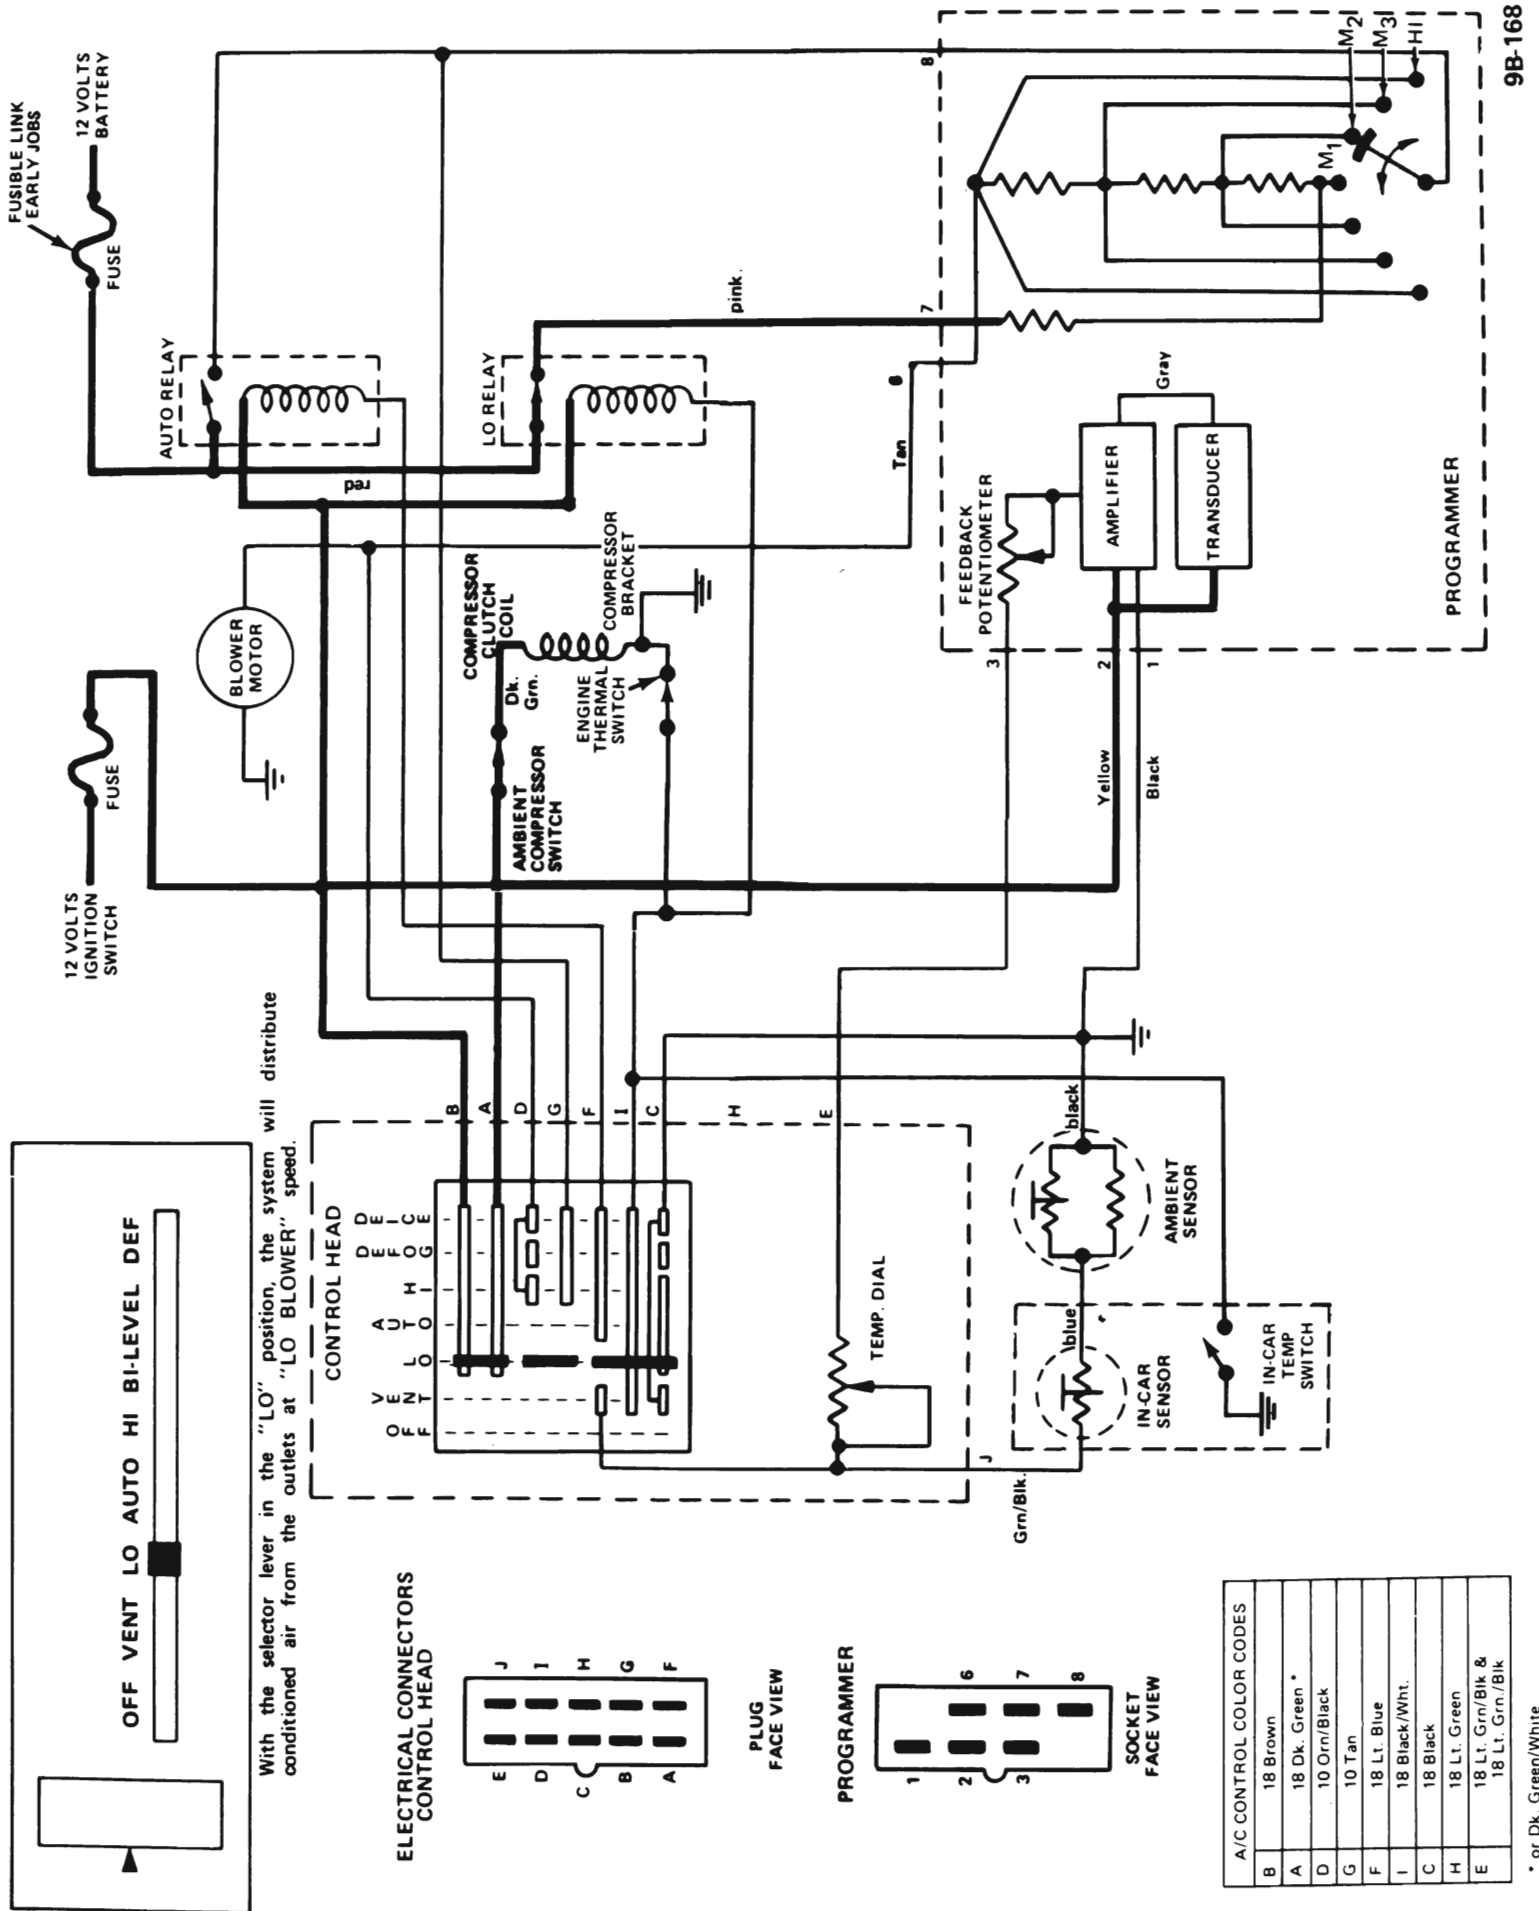 OFF VENT LO AUTO HI BI-LEVEL DEF
With the selector lever in the "LO" position, the system will distribute
conditioned air from the outlets at "LO BLOWER" speed.
12 VOLTS
IGNITION
SWITCH
FUSE
FUSIBLE LINK
EARLY JOBS
12 VOLTS
BATTERY
FUSE
BLOWER
MOTOR
AUTO RELAY
red
LO RELAY
pink.
Tan
COMPRESSOR
CLUTCH
COIL
Dk.
Grn.
COMPRESSOR
BRACKET
ENGINE
THERMAL
SWITCH
AMBIENT
COMPRESSOR
SWITCH
CONTROL HEAD
OFF
VENT
LO
AUTO
HI
DEFOG
DEICE
B
A
D
G
F
I
C
H
E
TEMP. DIAL
J
Grn/Blk.
blue
black
IN-CAR
SENSOR
AMBIENT
SENSOR
IN-CAR
TEMP
SWITCH
Yellow
Black
3
2
1
6
7
8
FEEDBACK
POTENTIOMETER
AMPLIFIER
TRANSDUCER
Gray
PROGRAMMER
M1
M2
M3
HI
9B-168
ELECTRICAL CONNECTORS
CONTROL HEAD
J
I
H
G
F
E
D
C
B
A
PLUG
FACE VIEW
PROGRAMMER
6
7
8
1
2
3
SOCKET
FACE VIEW
A/C CONTROL COLOR CODES
B 18 Brown
A 18 Dk. Green *
D 10 Orn/Black
G 10 Tan
F 18 Lt. Blue
I 18 Black/Wht.
C 18 Black
H 18 Lt. Green
E 18 Lt. Grn/Blk &
18 Lt. Grn./Blk
* or Dk. Green/White